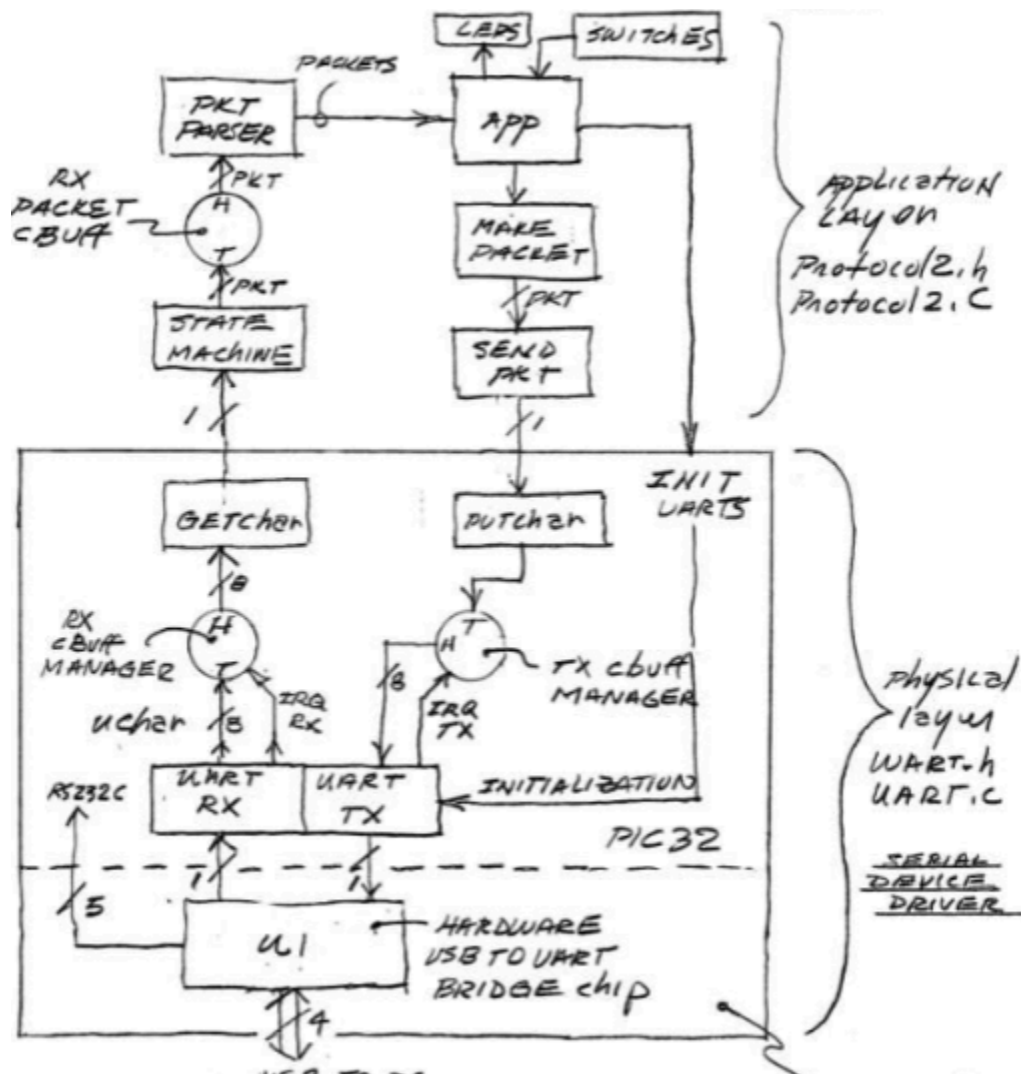 LEDS
SWITCHES
PACKETS
PKT
PARSER
APP
RX
PACKET
CBUFF
PKT
H
T
PKT
STATE
MACHINE
MAKE
PACKET
PKT
SEND
PKT
APPLICATION
LAYER
Protocol2.h
Protocol2.C
1
1
INIT
UARTS
GETChar
PUTChar
8
RX
CBUFF
MANAGER
H
T
T
H
TX Cbuff
MANAGER
uchar
8
IRQ
RX
8
IRQ
TX
Physical
layer
UART.h
UART.C
RS232C
UART
RX
UART
TX
INITIALIZATION
PIC32
SERIAL
DEVICE
DRIVER
1
1
5
U1
HARDWARE
USB TO UART
BRIDGE chip
4